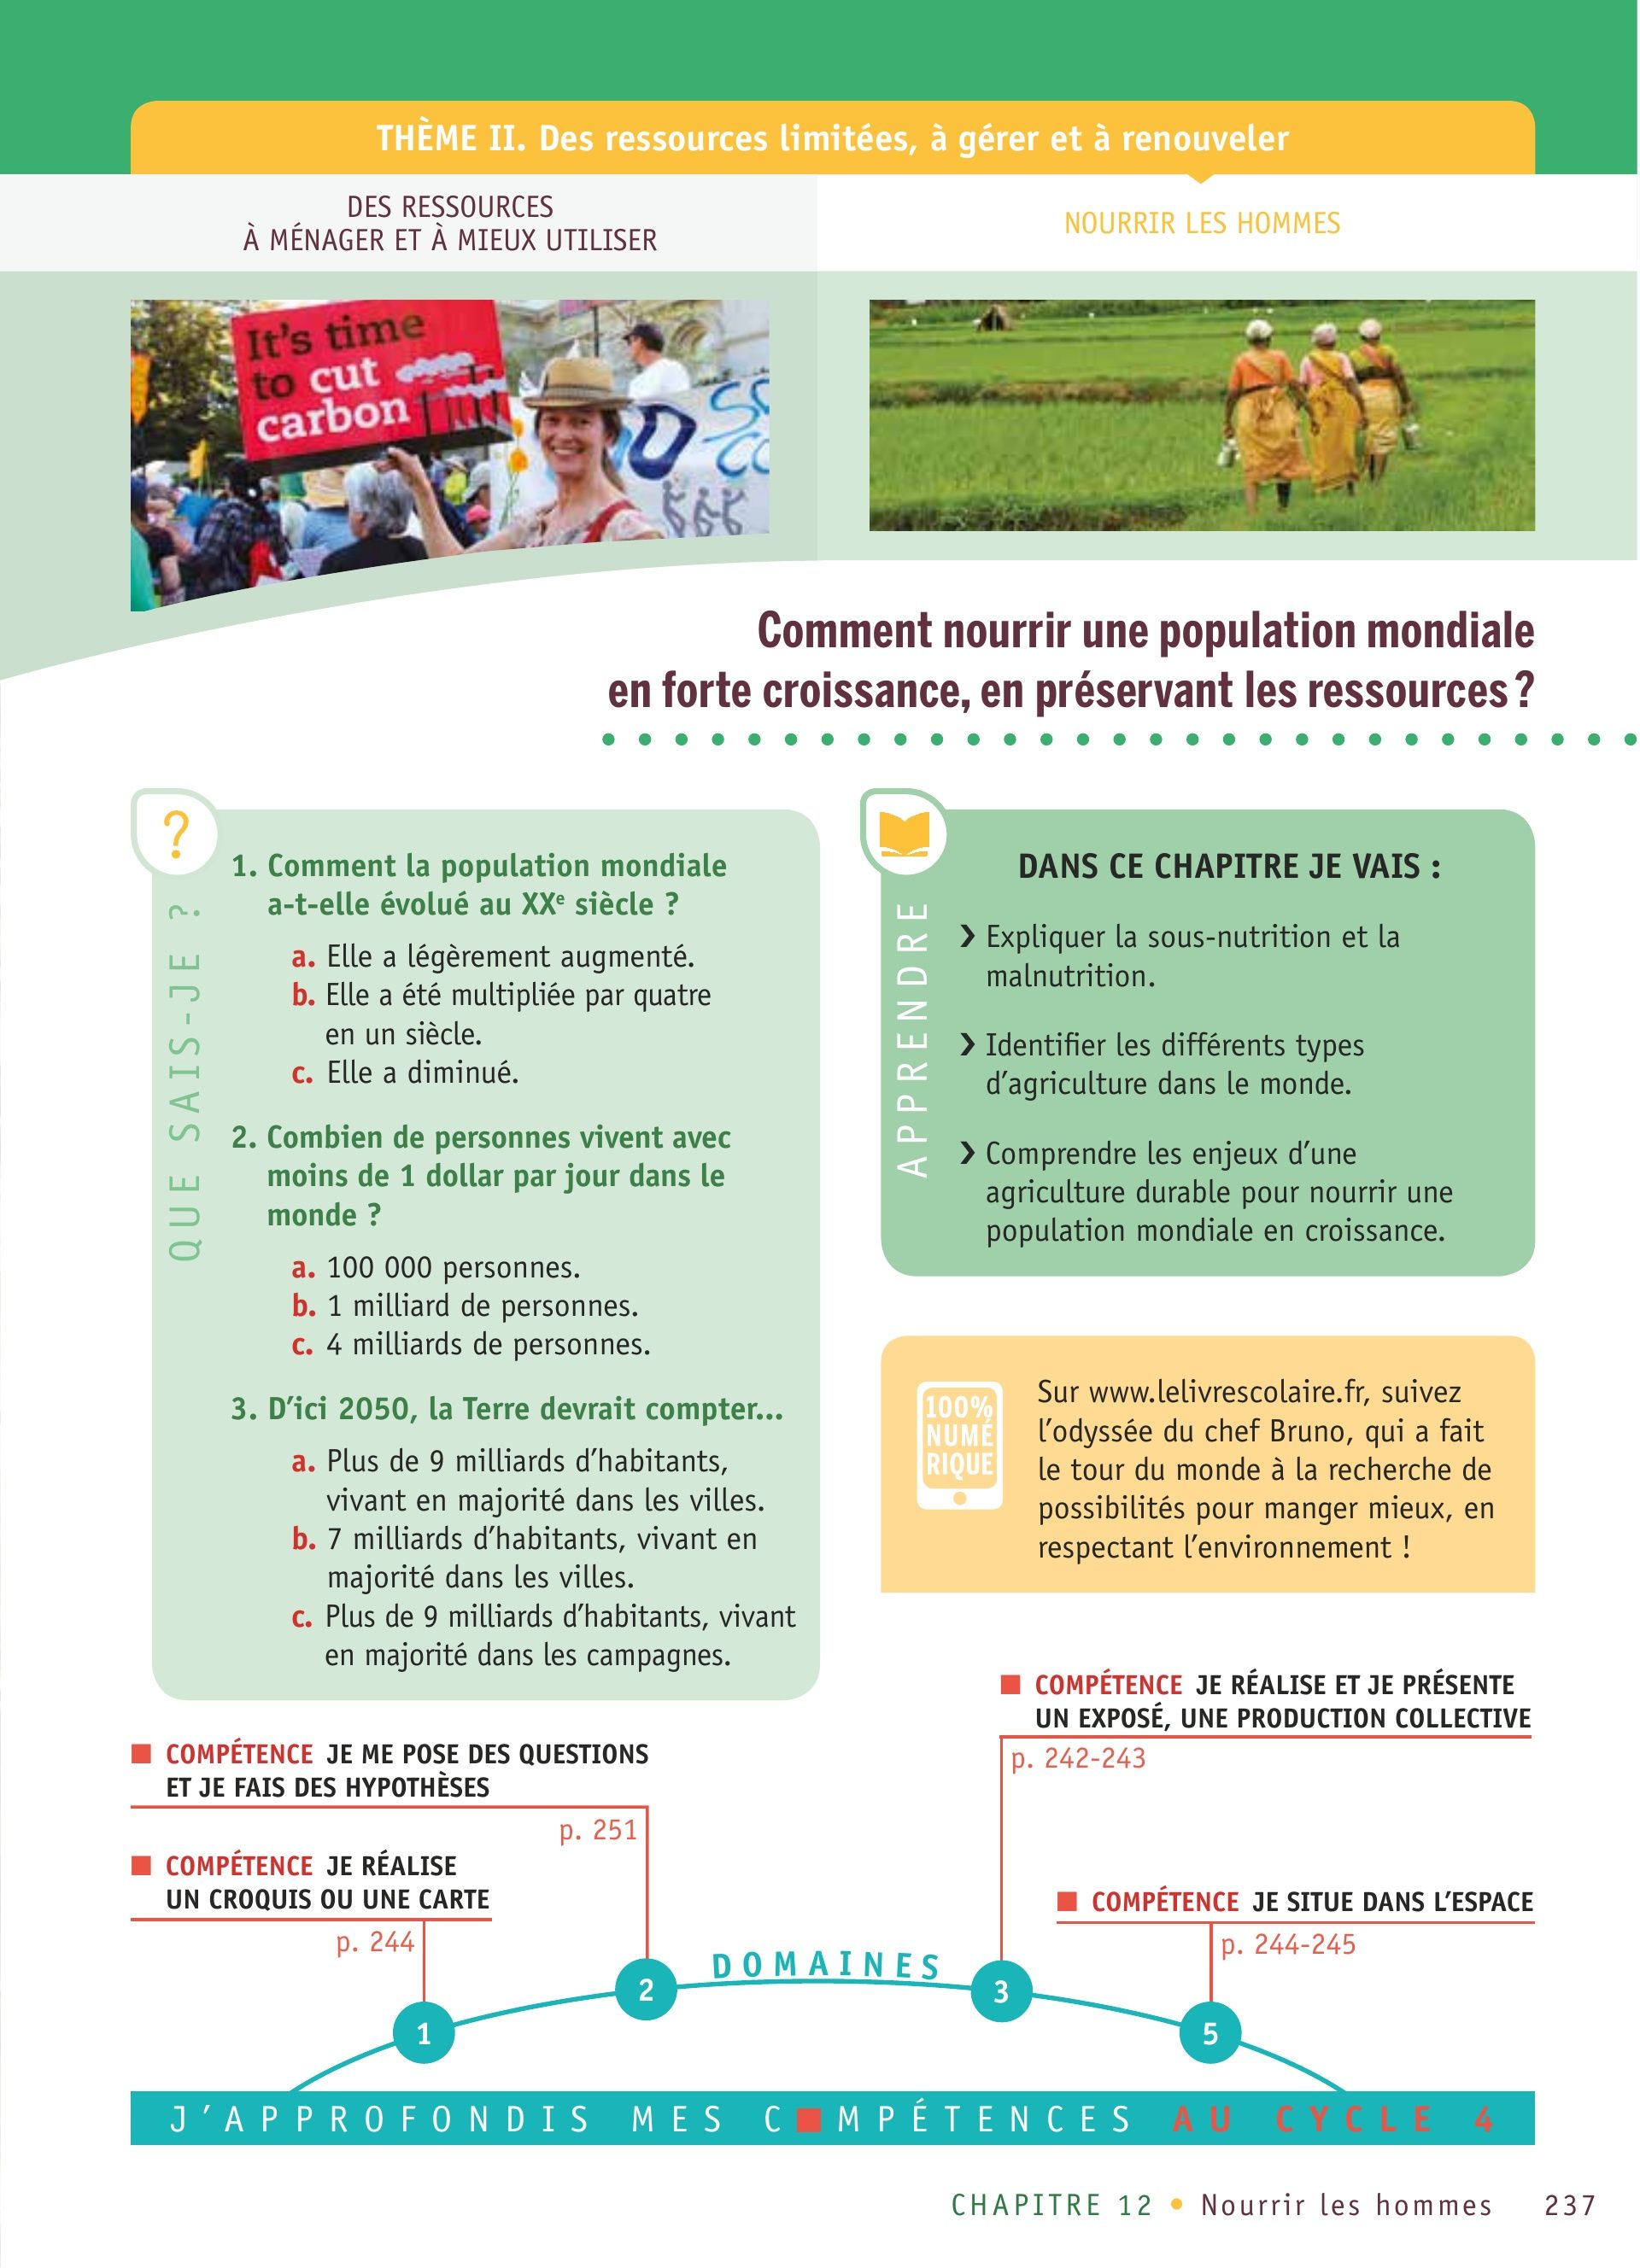 THÈME II. Des ressources limitées, à gérer et à renouveler
DES RESSOURCES
À MÉNAGER ET À MIEUX UTILISER
NOURRIR LES HOMMES
It's time
to cut
carbon
Comment nourrir une population mondiale
en forte croissance, en préservant les ressources ?
?
QUE SAIS-JE ?
1. Comment la population mondiale
a-t-elle évolué au XXe siècle ?
a. Elle a légèrement augmenté.
b. Elle a été multipliée par quatre
en un siècle.
c. Elle a diminué.
2. Combien de personnes vivent avec
moins de 1 dollar par jour dans le
monde ?
a. 100 000 personnes.
b. 1 milliard de personnes.
c. 4 milliards de personnes.
3. D'ici 2050, la Terre devrait compter...
a. Plus de 9 milliards d'habitants,
vivant en majorité dans les villes.
b. 7 milliards d'habitants, vivant en
majorité dans les villes.
c. Plus de 9 milliards d'habitants, vivant
en majorité dans les campagnes.
APPRENDRE
DANS CE CHAPITRE JE VAIS :
❯ Expliquer la sous-nutrition et la
malnutrition.
❯ Identifier les différents types
d'agriculture dans le monde.
❯ Comprendre les enjeux d'une
agriculture durable pour nourrir une
population mondiale en croissance.
100%
NUMÉ
RIQUE
Sur www.lelivrescolaire.fr, suivez
l'odyssée du chef Bruno, qui a fait
le tour du monde à la recherche de
possibilités pour manger mieux, en
respectant l'environnement !
■ COMPÉTENCE JE ME POSE DES QUESTIONS
ET JE FAIS DES HYPOTHÈSES
p. 251
■ COMPÉTENCE JE RÉALISE
UN CROQUIS OU UNE CARTE
p. 244
■ COMPÉTENCE JE RÉALISE ET JE PRÉSENTE
UN EXPOSÉ, UNE PRODUCTION COLLECTIVE
p. 242-243
■ COMPÉTENCE JE SITUE DANS L'ESPACE
p. 244-245
DOMAINES
1
2
3
5
J'APPROFONDIS MES C■MPÉTENCES AU CYCLE 4
CHAPITRE 12 • Nourrir les hommes 237